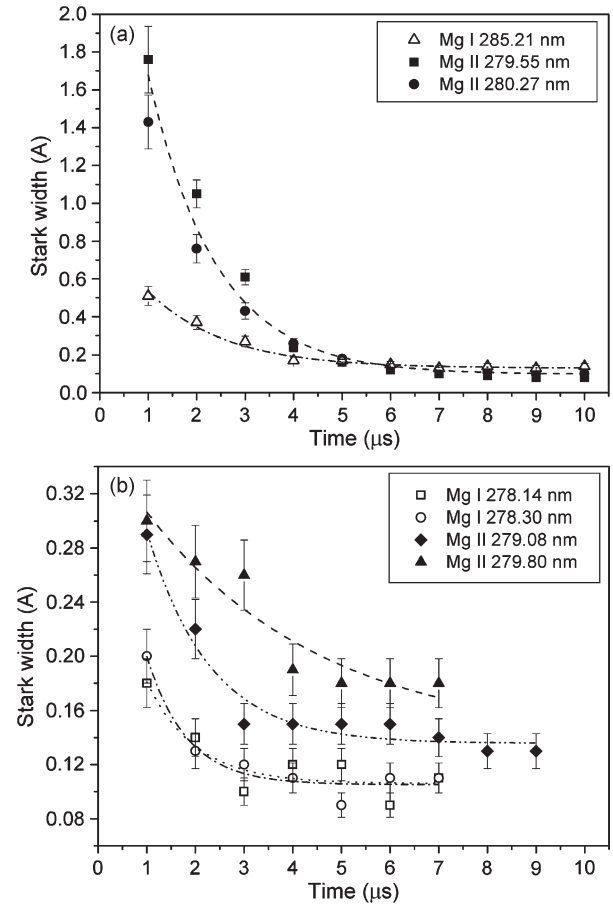 (a)
Mg I 285.21 nm
Mg II 279.55 nm
Mg II 280.27 nm
Stark width (A)
2.0
1.8
1.6
1.4
1.2
1.0
0.8
0.6
0.4
0.2
0.0
0 1 2 3 4 5 6 7 8 9 10
Time (μs)
(b)
Mg I 278.14 nm
Mg I 278.30 nm
Mg II 279.08 nm
Mg II 279.80 nm
Stark width (A)
0.32
0.28
0.24
0.20
0.16
0.12
0.08
0 1 2 3 4 5 6 7 8 9 10
Time (μs)